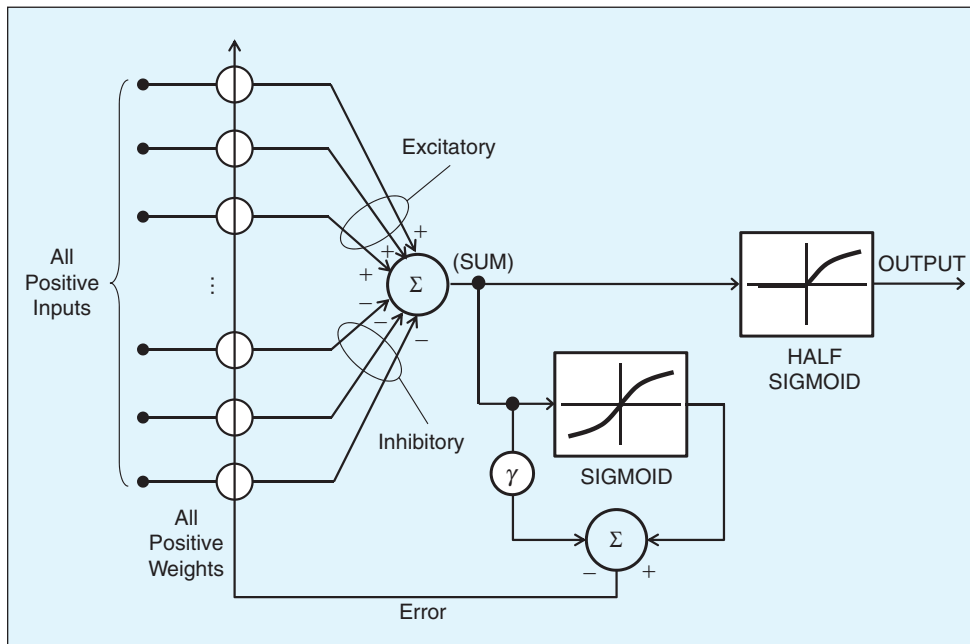 Excitatory
+
+
+
(SUM)
Σ
All
Positive
Inputs
...
−
−
−
Inhibitory
OUTPUT
HALF
SIGMOID
SIGMOID
γ
Σ
−
+
All
Positive
Weights
Error